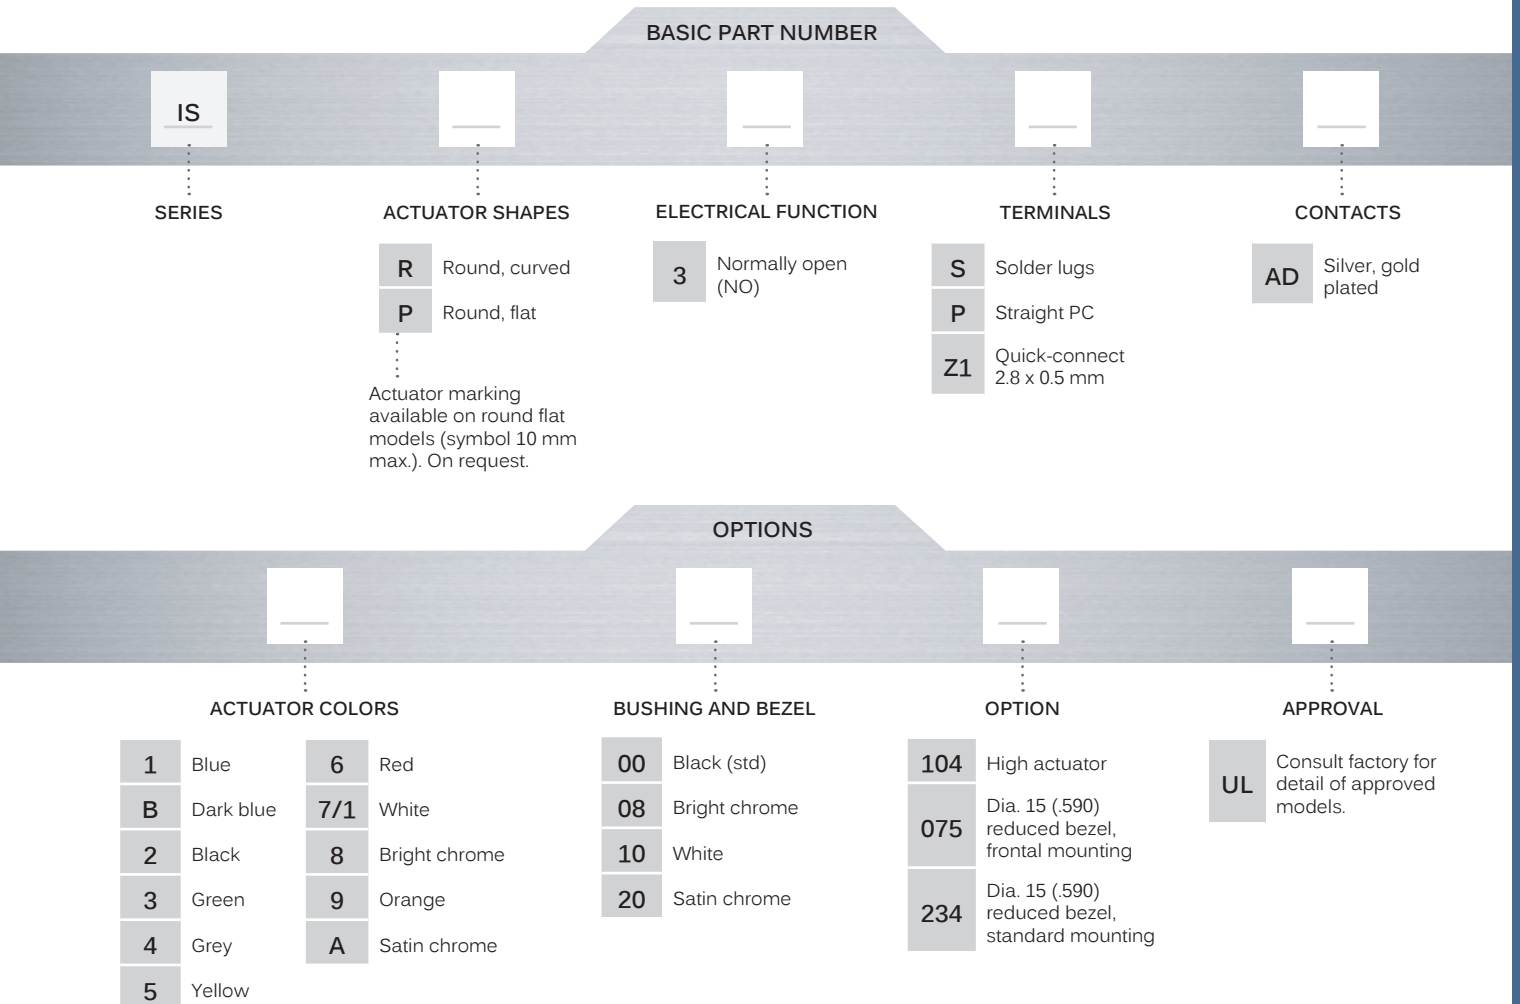 BASIC PART NUMBER
IS
SERIES
ACTUATOR SHAPES
R Round, curved
P Round, flat
Actuator marking
available on round flat
models (symbol 10 mm
max.). On request.
ELECTRICAL FUNCTION
3 Normally open
(NO)
TERMINALS
S Solder lugs
P Straight PC
Z1 Quick-connect
2.8 x 0.5 mm
CONTACTS
AD Silver, gold
plated
OPTIONS
ACTUATOR COLORS
1 Blue
B Dark blue
2 Black
3 Green
4 Grey
5 Yellow
6 Red
7/1 White
8 Bright chrome
9 Orange
A Satin chrome
BUSHING AND BEZEL
00 Black (std)
08 Bright chrome
10 White
20 Satin chrome
OPTION
104 High actuator
075 Dia. 15 (.590)
reduced bezel,
frontal mounting
234 Dia. 15 (.590)
reduced bezel,
standard mounting
APPROVAL
UL Consult factory for
detail of approved
models.